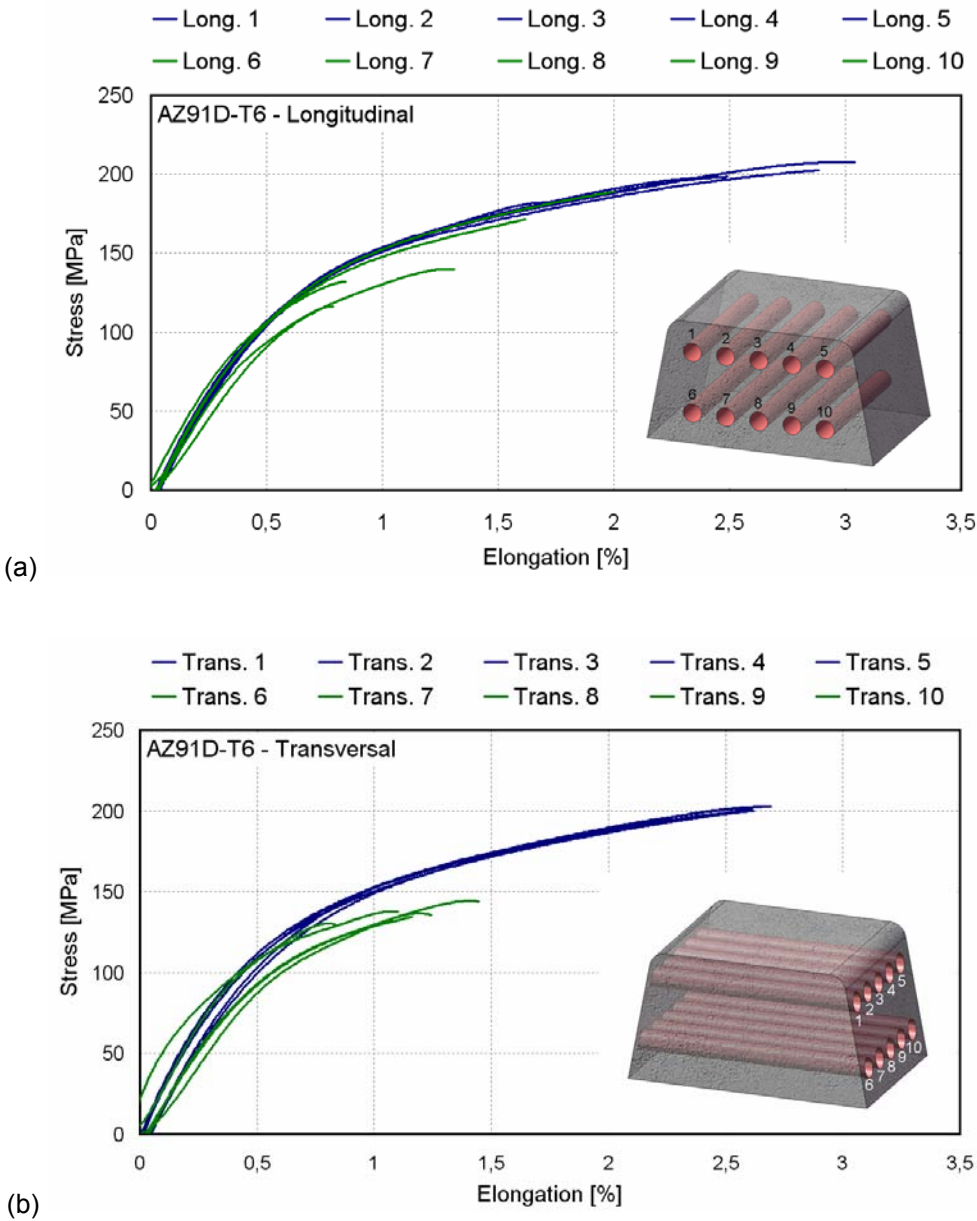 Long. 1 Long. 2 Long. 3 Long. 4 Long. 5
Long. 6 Long. 7 Long. 8 Long. 9 Long. 10
250
AZ91D-T6 - Longitudinal
200
150
100
50
0
Stress [MPa]
1 2 3 4 5
6 7 8 9 10
0 0,5 1 1,5 2 2,5 3 3,5
Elongation [%]
(a)
Trans. 1 Trans. 2 Trans. 3 Trans. 4 Trans. 5
Trans. 6 Trans. 7 Trans. 8 Trans. 9 Trans. 10
250
AZ91D-T6 - Transversal
200
150
100
50
0
Stress [MPa]
1 2 3 4 5
6 7 8 9 10
0 0,5 1 1,5 2 2,5 3 3,5
Elongation [%]
(b)